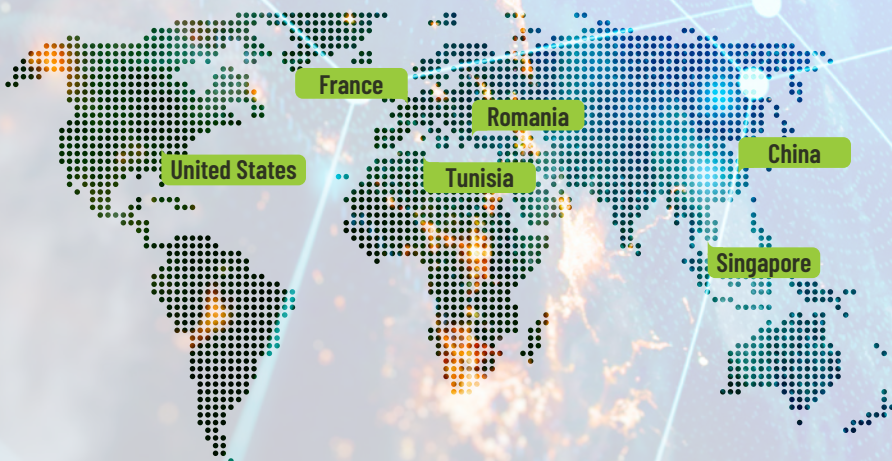 France
Romania
China
United States
Tunisia
Singapore